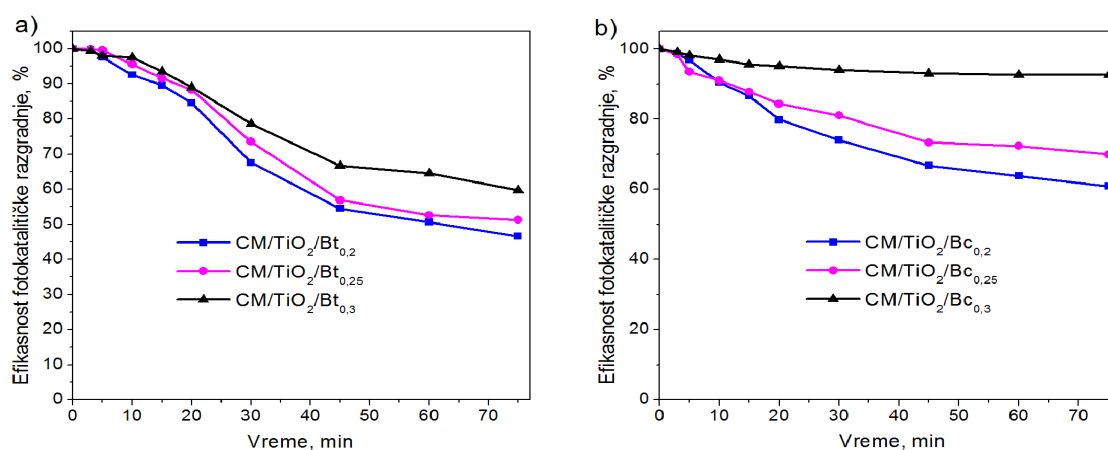 a)
Efikasnost fotokatalitičke razgradnje, %
100
90
80
70
60
50
40
30
20
10
0
CM/TiO2/Bt0,2
CM/TiO2/Bt0,25
CM/TiO2/Bt0,3
0 10 20 30 40 50 60 70
Vreme, min
b)
Efikasnost fotokatalitičke razgradnje, %
100
80
60
40
20
0
CM/TiO2/Bc0,2
CM/TiO2/Bc0,25
CM/TiO2/Bc0,3
0 10 20 30 40 50 60 70
Vreme, min